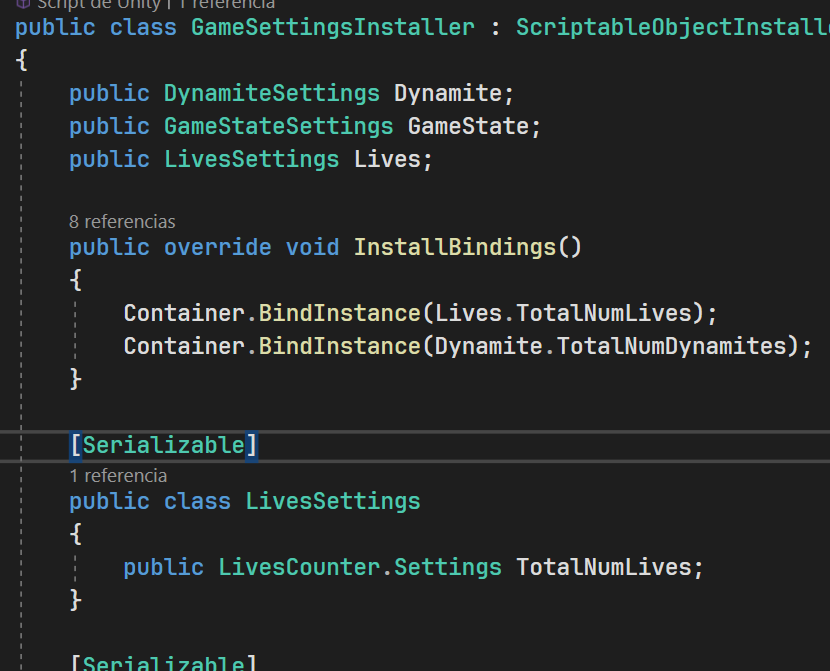 Script de Unity | 1 referencia
public class GameSettingsInstaller : ScriptableObjectInstalle
{
public DynamiteSettings Dynamite;
public GameStateSettings GameState;
public LivesSettings Lives;
8 referencias
public override void InstallBindings()
{
Container.BindInstance(Lives.TotalNumLives);
Container.BindInstance(Dynamite.TotalNumDynamites);
}
[Serializable]
1 referencia
public class LivesSettings
{
public LivesCounter.Settings TotalNumLives;
}
[Serializable]